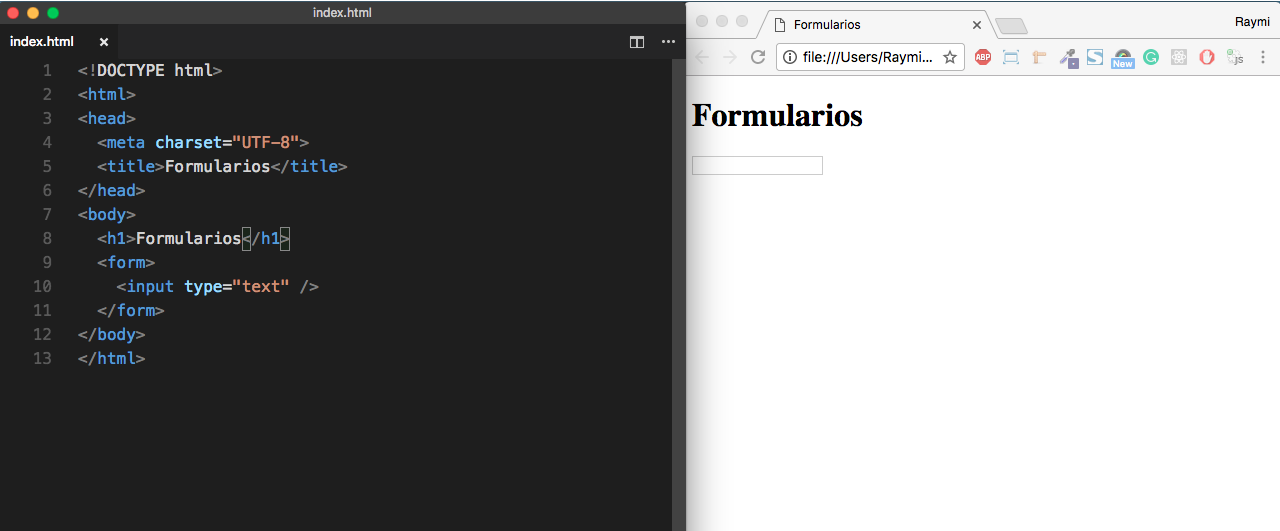 index.html
index.html ×
1 <!DOCTYPE html>
2 <html>
3 <head>
4 <meta charset="UTF-8">
5 <title>Formularios</title>
6 </head>
7 <body>
8 <h1>Formularios</h1>
9 <form>
10 <input type="text" />
11 </form>
12 </body>
13 </html>
Formularios
Raymi
file:///Users/Raymi...
ABP
S
New
G
js
Formularios